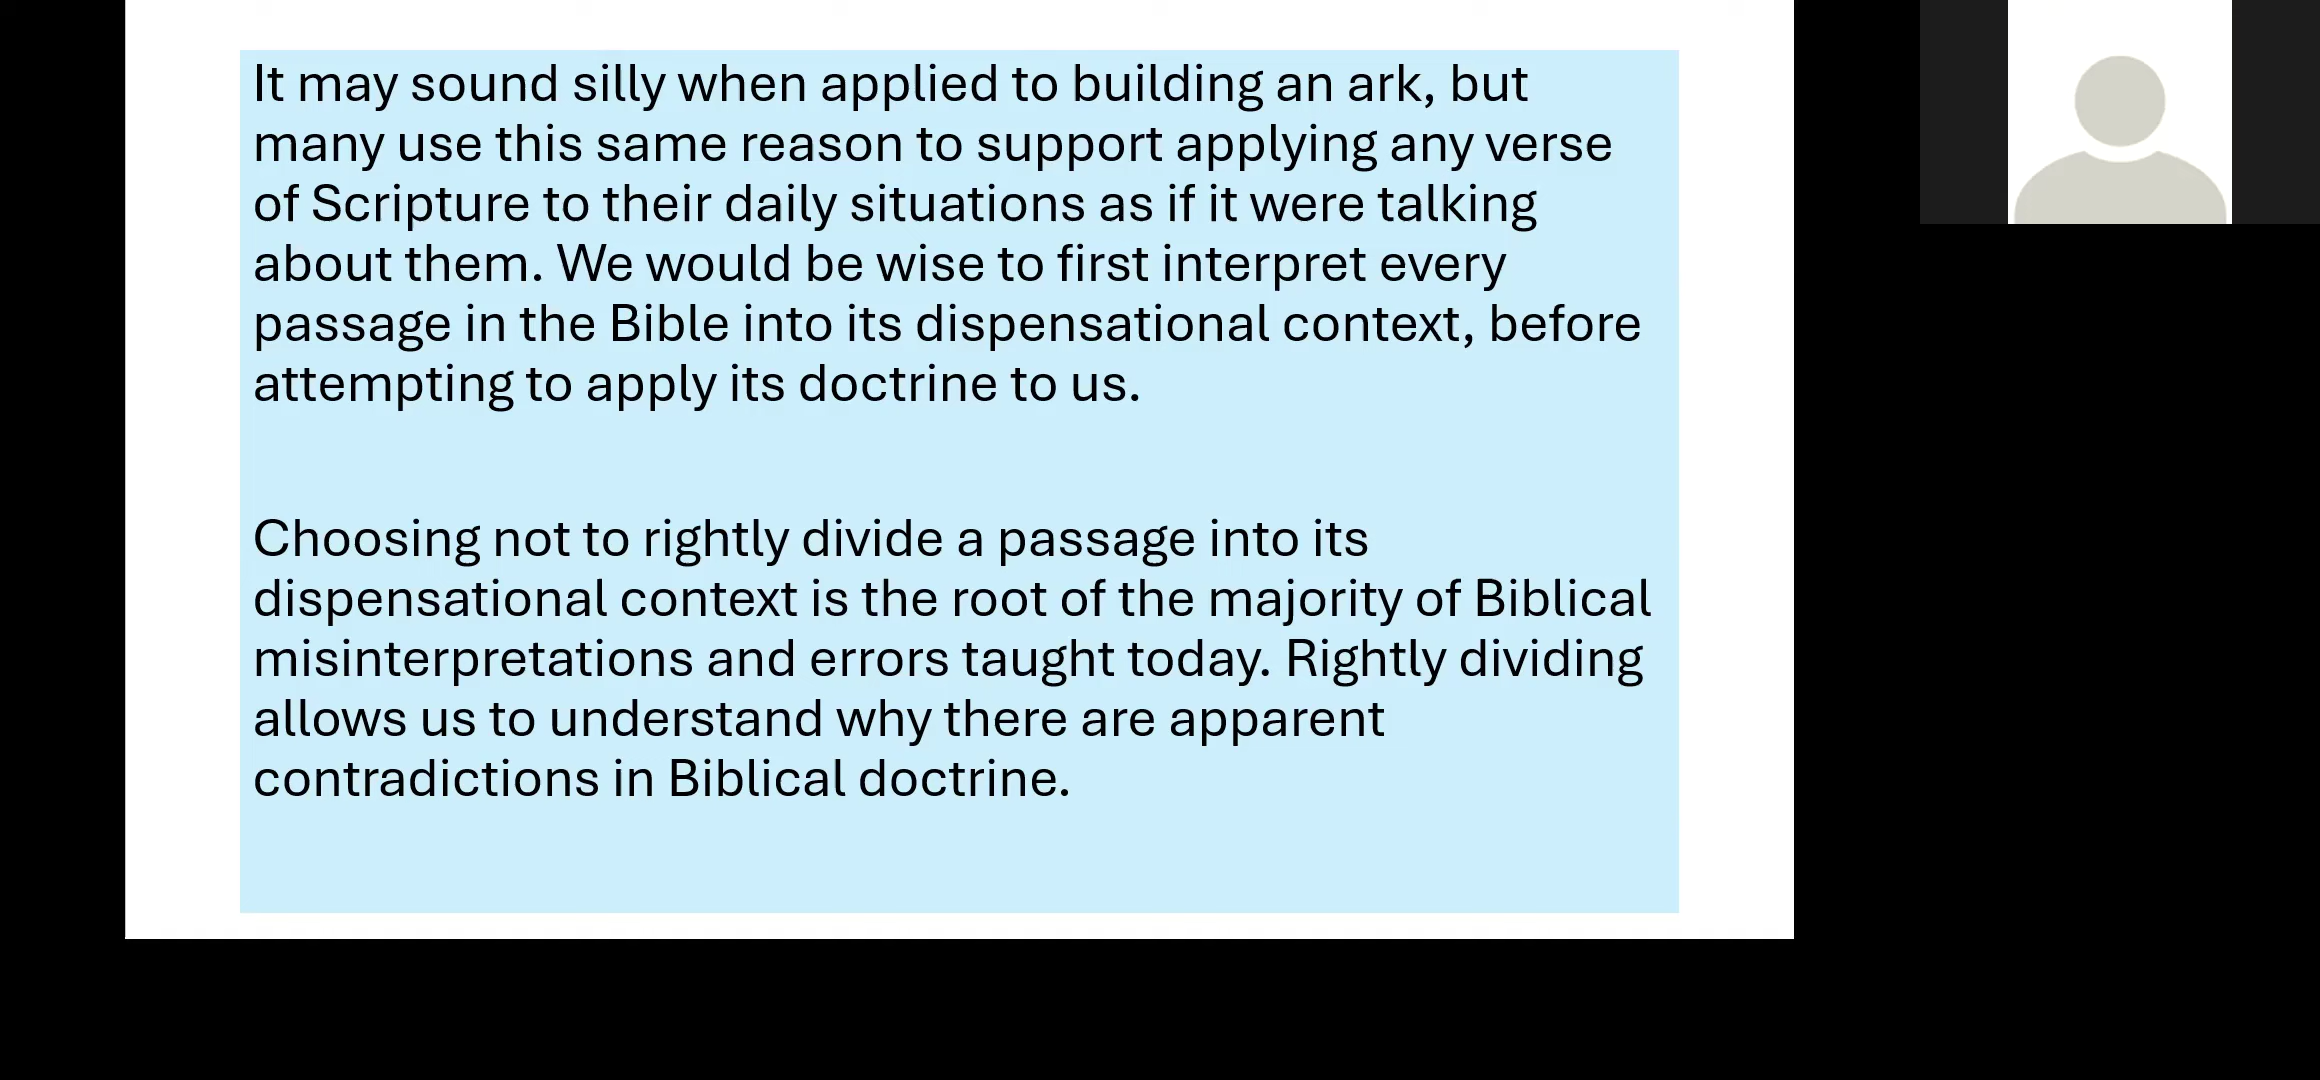 It may sound silly when applied to building an ark, but
many use this same reason to support applying any verse
of Scripture to their daily situations as if it were talking
about them. We would be wise to first interpret every
passage in the Bible into its dispensational context, before
attempting to apply its doctrine to us.
Choosing not to rightly divide a passage into its
dispensational context is the root of the majority of Biblical
misinterpretations and errors taught today. Rightly dividing
allows us to understand why there are apparent
contradictions in Biblical doctrine.